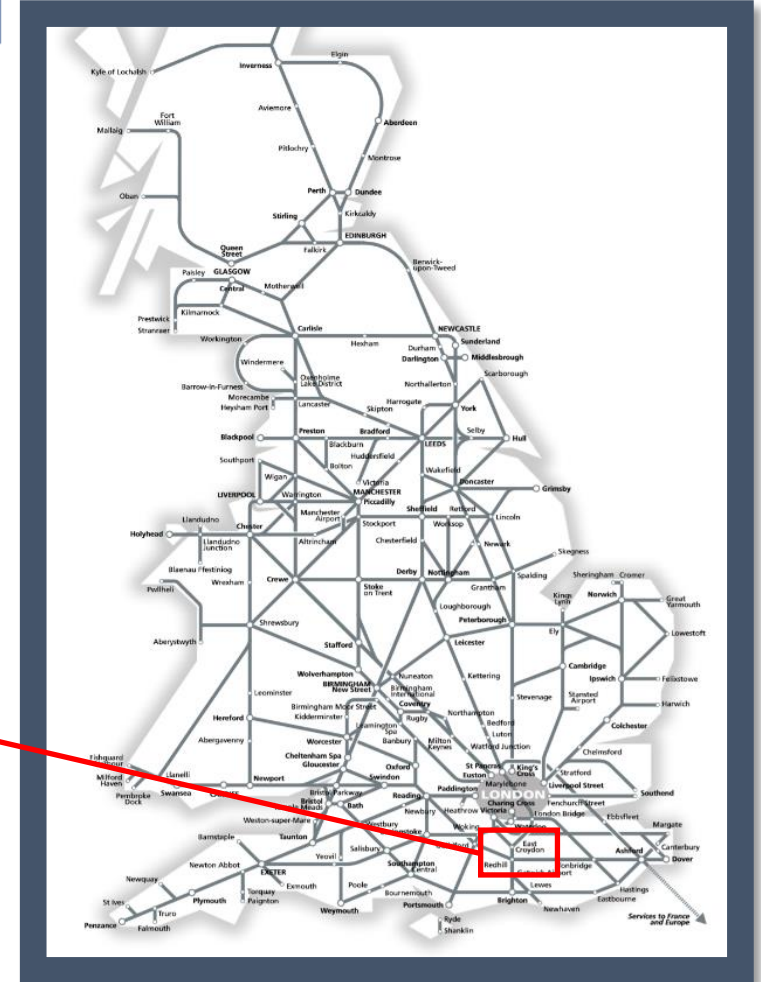 Elgin
Inverness
Kyle of Lochalsh
Aviemore
Fort
William
Aberdeen
Mallaig
Pitlochry
Montrose
Perth
Dundee
Oban
Kirkcaldy
Stirling
EDINBURGH
Queen
Street
Falkirk
Berwick-
upon-Tweed
Paisley
GLASGOW
Central
Motherwell
Kilmarnock
Prestwick
Stranraer
Carlisle
NEWCASTLE
Workington
Hexham
Durham
Sunderland
Darlington
Middlesbrough
Windermere
Scarborough
Oxenholme
Lake District
Barrow-in-Furness
Northallerton
Morecambe
Harrogate
Heysham Port
Lancaster
Skipton
York
Blackpool
Preston
Bradford
Selby
Blackburn
LEEDS
Hull
Huddersfield
Southport
Bolton
Wakefield
Wigan
Victoria
Doncaster
LIVERPOOL
Warrington
MANCHESTER
Piccadilly
Grimsby
Manchester
Airport
Sheffield
Retford
Llandudno
Chester
Stockport
Worksop
Lincoln
Holyhead
Llandudno
Junction
Altrincham
Chesterfield
Newark
Skegness
Blaenau Ffestiniog
Derby
Nottingham
Spalding
Sheringham
Cromer
Pwllheli
Wrexham
Crewe
Stoke
on Trent
Grantham
Kings
Lynn
Norwich
Great
Yarmouth
Loughborough
Shrewsbury
Peterborough
Ely
Lowestoft
Aberystwyth
Stafford
Leicester
Cambridge
Wolverhampton
Nuneaton
Kettering
Ipswich
Felixstowe
BIRMINGHAM
New Street
Birmingham
International
Leominster
Stevenage
Stansted
Airport
Harwich
Birmingham Moor Street
Coventry
Northampton
Hereford
Kidderminster
Rugby
Bedford
Colchester
Leamington
Spa
Luton
Abergavenny
Worcester
Banbury
Milton
Keynes
Watford Junction
Chelmsford
Cheltenham Spa
Gloucester
Oxford
St Pancras
King's
Cross
Euston
Stratford
Fishguard
Llanelli
Newport
Swindon
Marylebone
Liverpool Street
Milford
Haven
Swansea
Bristol Parkway
Reading
Paddington
LONDON
Southend
Pembroke
Dock
Bristol
Bath
Newbury
Heathrow
Victoria
Charing Cross
Fenchurch Street
Weston-super-Mare
London Bridge
Ebbsfleet
Barnstaple
Taunton
Woking
Margate
East
Croydon
Canterbury
Newton Abbot
Yeovil
Salisbury
Redhill
Ashford
Dover
EXETER
Southampton
Central
Newquay
Exmouth
Poole
Bournemouth
Lewes
Hastings
St Ives
Torquay
Paignton
Eastbourne
Plymouth
Weymouth
Portsmouth
Brighton
Newhaven
Truro
Penzance
Falmouth
Ryde
Shanklin
Services to France
and Europe